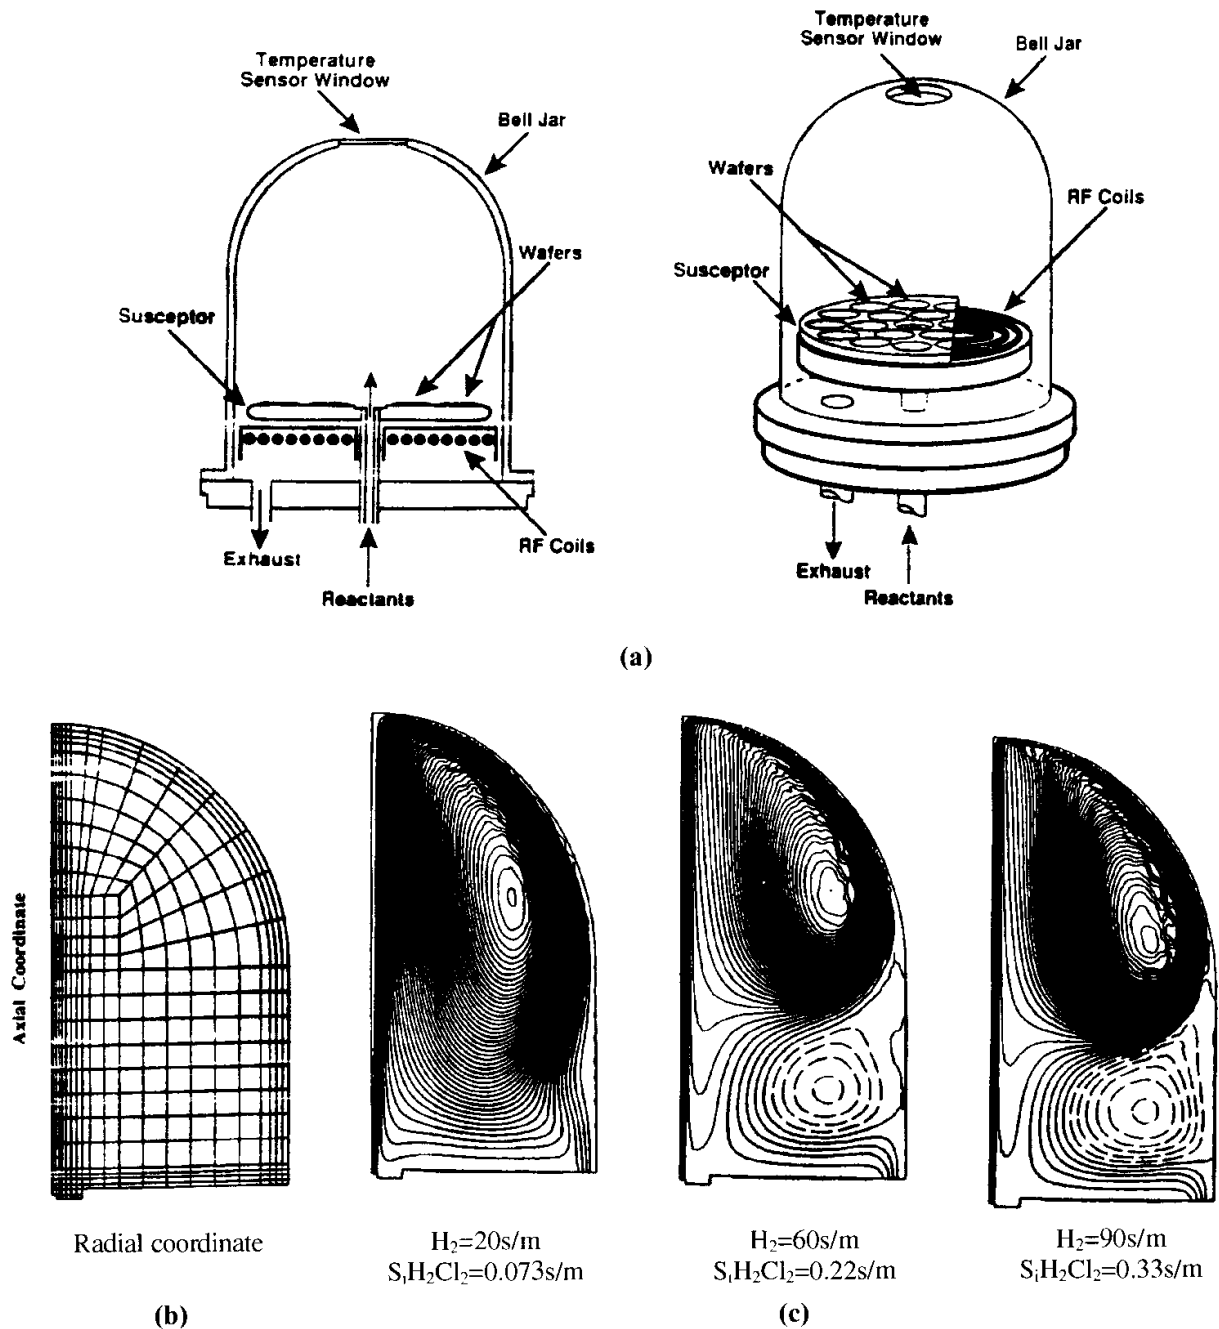 Temperature
Sensor Window
Bell Jar
Wafers
Susceptor
Exhaust
RF Coils
Reactants
Temperature
Sensor Window
Bell Jar
Wafers
RF Coils
Susceptor
Exhaust
Reactants
(a)
Axial Coordinate
Radial coordinate
H₂=20s/m
SᵢH₂Cl₂=0.073s/m
H₂=60s/m
SᵢH₂Cl₂=0.22s/m
H₂=90s/m
SᵢH₂Cl₂=0.33s/m
(b)
(c)